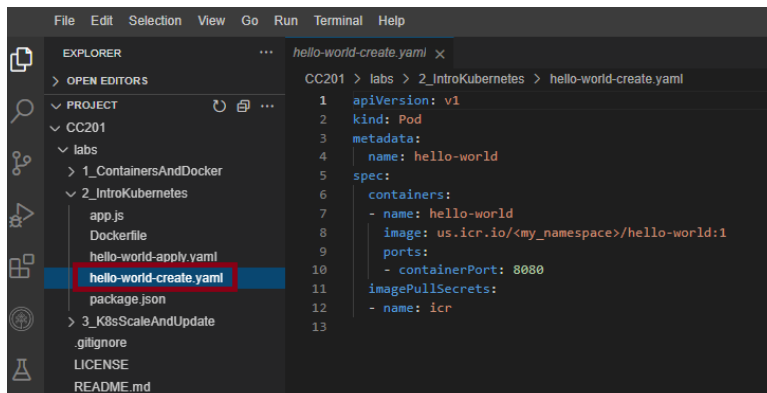 File Edit Selection View Go Run Terminal Help
EXPLORER ...
OPEN EDITORS
PROJECT ...
CC201
labs
1_ContainersAndDocker
2_IntroKubernetes
app.js
Dockerfile
hello-world-apply.yaml
hello-world-create.yaml
package.json
3_K8sScaleAndUpdate
.gitignore
LICENSE
README.md
hello-world-create.yaml
CC201 > labs > 2_IntroKubernetes > hello-world-create.yaml
1 apiVersion: v1
2 kind: Pod
3 metadata:
4   name: hello-world
5 spec:
6   containers:
7   - name: hello-world
8     image: us.icr.io/<my_namespace>/hello-world:1
9     ports:
10     - containerPort: 8080
11   imagePullSecrets:
12   - name: icr
13